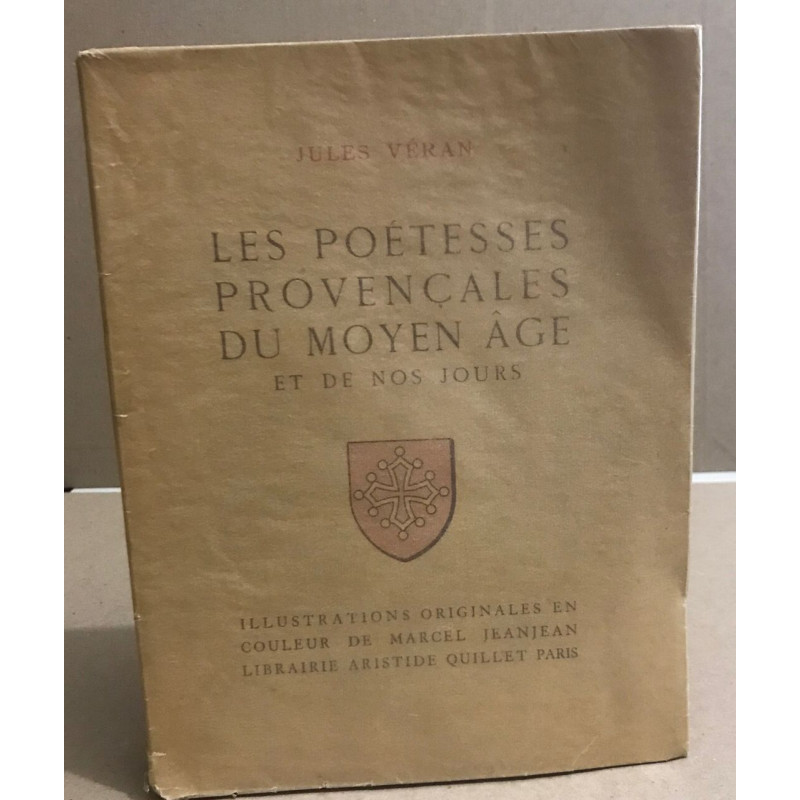 JULES VÉRAN
LES POÉTESSES
PROVENÇALES
DU MOYEN ÂGE
ET DE NOS JOURS
ILLUSTRATIONS ORIGINALES EN
COULEUR DE MARCEL JEANJEAN
LIBRAIRIE ARISTIDE QUILLET PARIS